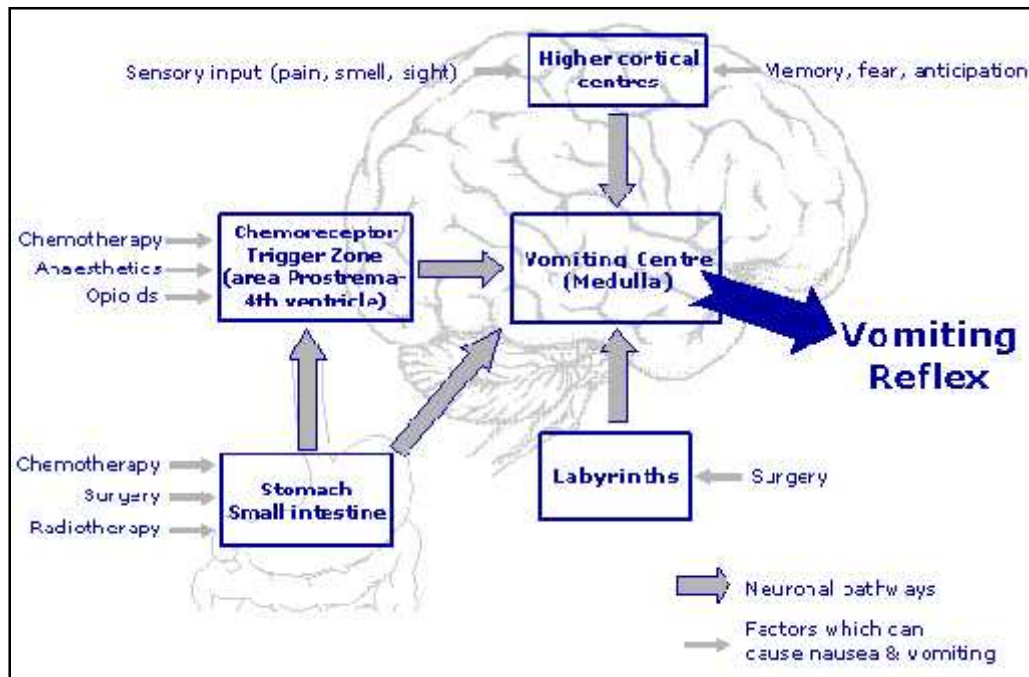 Higher cortical
centres
Sensory input (pain, smell, sight)
Memory, fear, anticipation
Chemotherapy
Anaesthetics
Opioids
Chemoreceptor
Trigger Zone
(area Prostrema-
4th ventricle)
Vomiting Centre
(Medulla)
Vomiting
Reflex
Chemotherapy
Surgery
Radiotherapy
Stomach
Small intestine
Labyrinths
Surgery
Neuronal pathways
Factors which can
cause nausea & vomiting